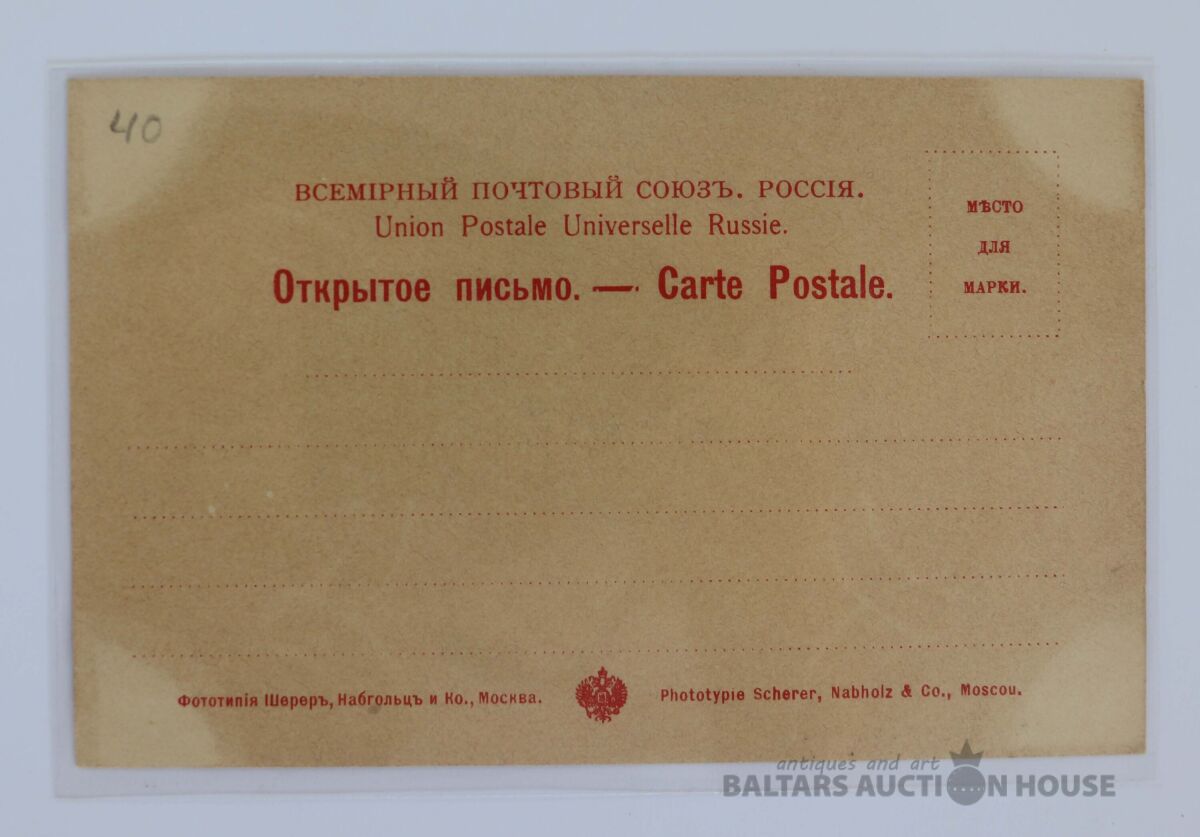 40
ВСЕМІРНЫЙ ПОЧТОВЫЙ СОЮЗЪ. РОССІЯ.
Union Postale Universelle Russie.
Открытое письмо. — Carte Postale.
МѢСТО
ДЛЯ
МАРКИ.
Фототипія Шереръ, Набгольцъ и Ко., Москва.
Phototypie Scherer, Nabholz & Co., Moscou.
antiques and art
BALTARS AUCTION HOUSE